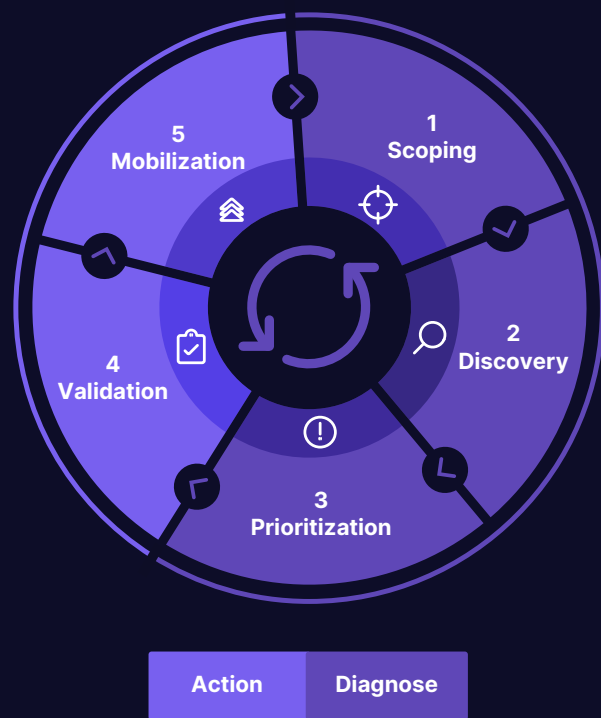 1
Scoping
2
Discovery
3
Prioritization
4
Validation
5
Mobilization
Action
Diagnose